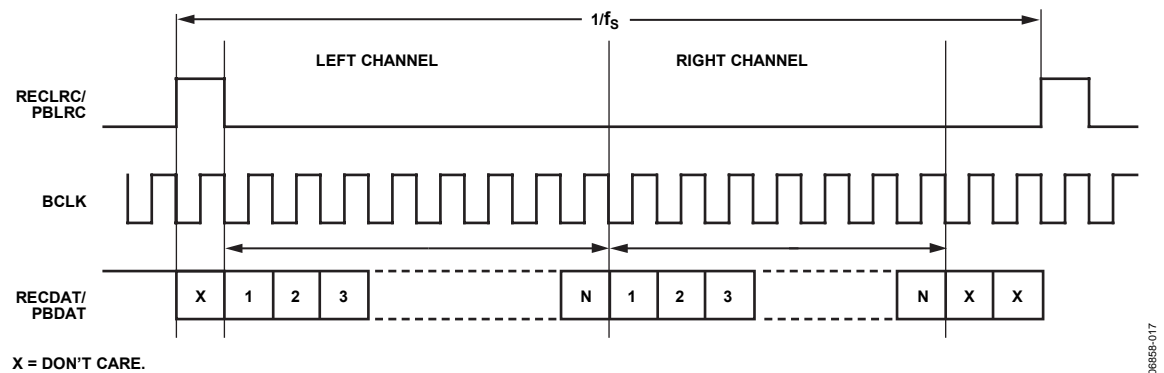 1/fS
LEFT CHANNEL
RIGHT CHANNEL
RECLRC/
PBLRC
BCLK
RECDAT/
PBDAT
X 1 2 3 N 1 2 3 N X X
X = DON'T CARE.
06858-017